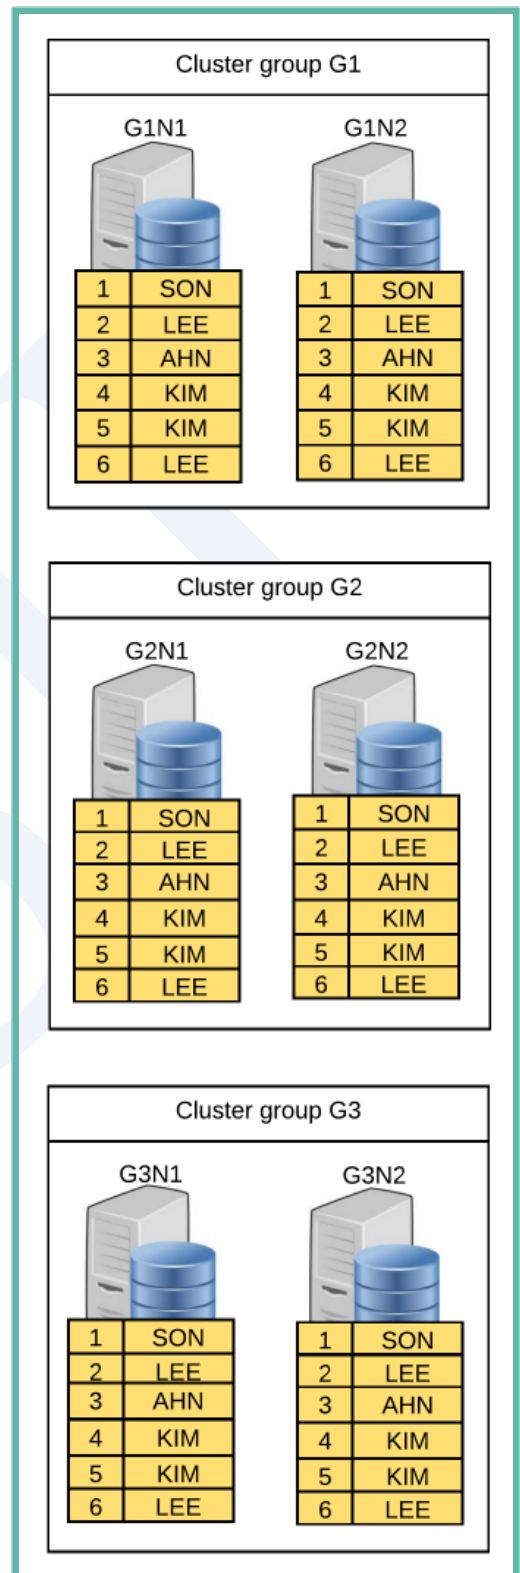 Cluster group G1
G1N1 G1N2
1 SON 1 SON
2 LEE 2 LEE
3 AHN 3 AHN
4 KIM 4 KIM
5 KIM 5 KIM
6 LEE 6 LEE
Cluster group G2
G2N1 G2N2
1 SON 1 SON
2 LEE 2 LEE
3 AHN 3 AHN
4 KIM 4 KIM
5 KIM 5 KIM
6 LEE 6 LEE
Cluster group G3
G3N1 G3N2
1 SON 1 SON
2 LEE 2 LEE
3 AHN 3 AHN
4 KIM 4 KIM
5 KIM 5 KIM
6 LEE 6 LEE